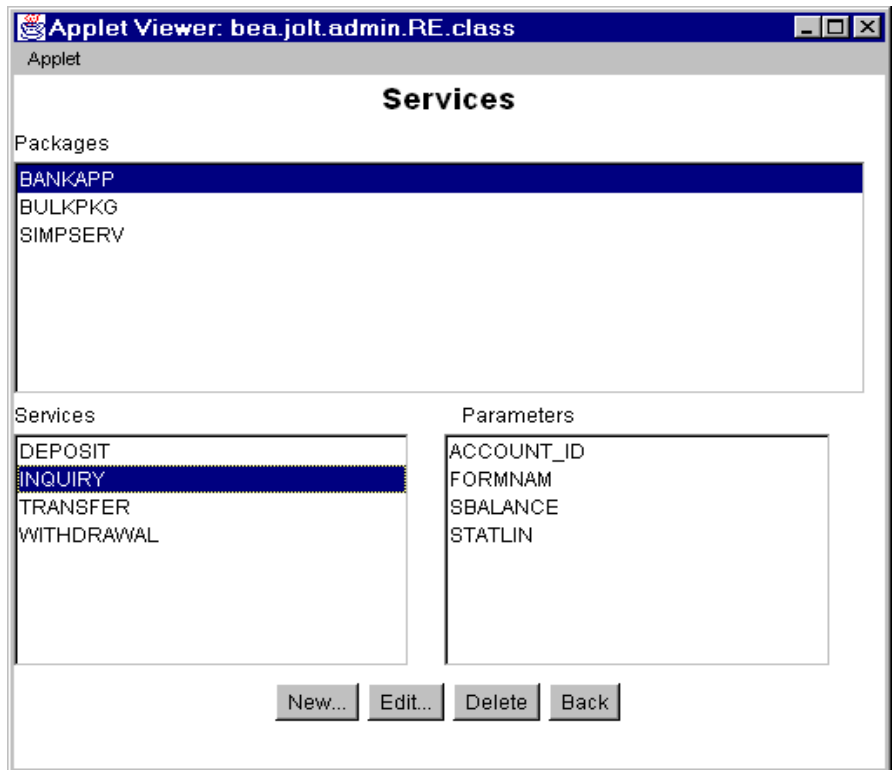 Applet Viewer: bea.jolt.admin.RE.class
Applet
Services
Packages
BANKAPP
BULKPKG
SIMPSERV
Services
DEPOSIT
INQUIRY
TRANSFER
WITHDRAWAL
Parameters
ACCOUNT_ID
FORMNAM
SBALANCE
STATLIN
New... Edit... Delete Back